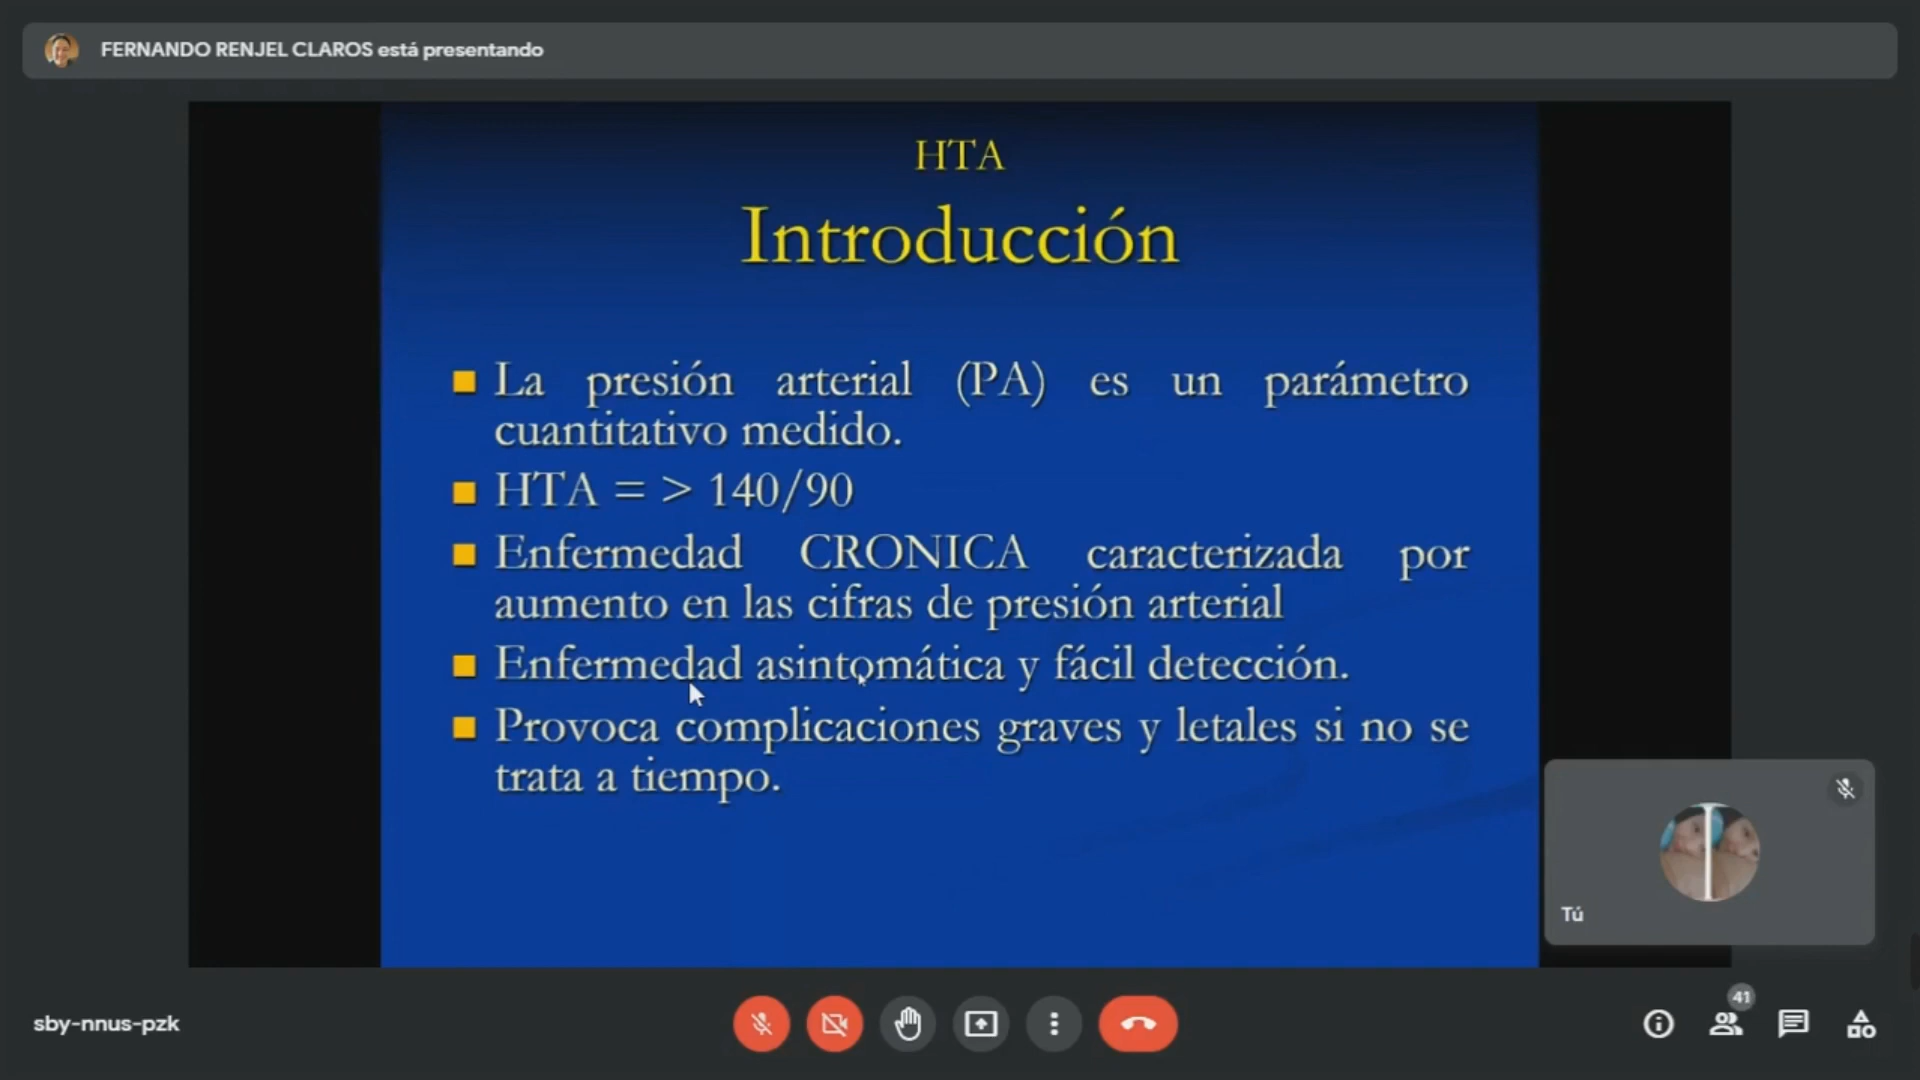 FERNANDO RENJEL CLAROS está presentando
HTA
Introducción
La presión arterial (PA) es un parámetro
cuantitativo medido.
HTA = > 140/90
Enfermedad CRONICA caracterizada por
aumento en las cifras de presión arterial
Enfermedad asintomática y fácil detección.
Provoca complicaciones graves y letales si no se
trata a tiempo.
Tú
41
sby-nnus-pzk